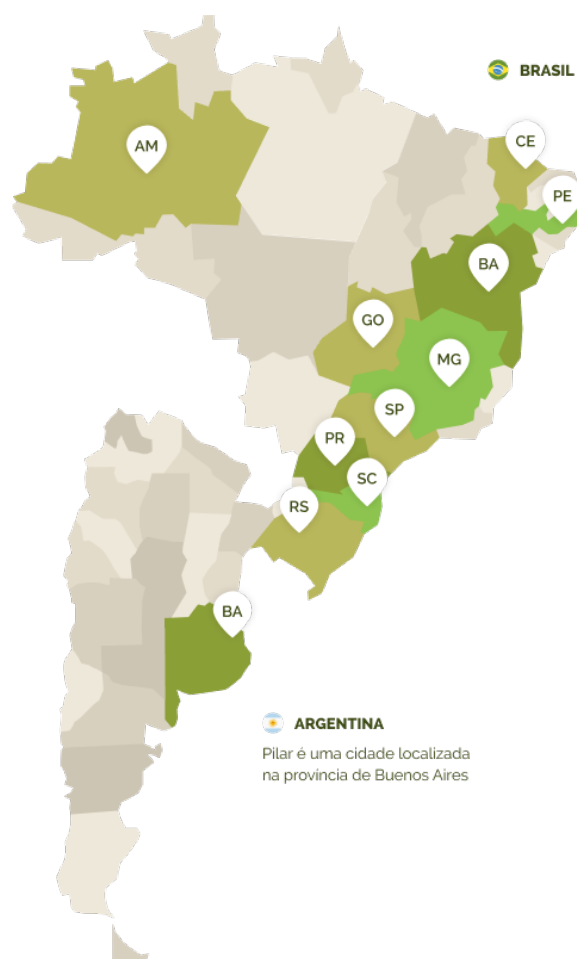 BRASIL
CE
AM
PE
BA
GO
MG
SP
PR
SC
RS
BA
ARGENTINA
Pilar é uma cidade localizada
na província de Buenos Aires